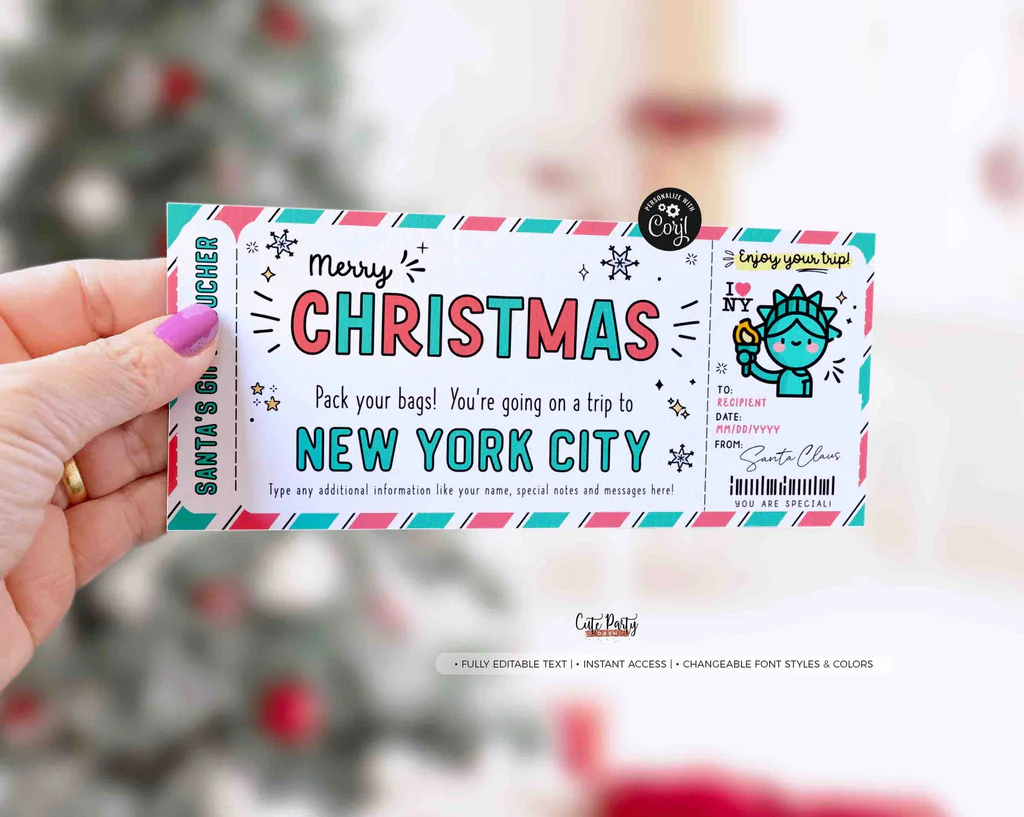 PERSONALIZE WITH
Corjl
SANTA'S GI UCHER
Merry
CHRISTMAS
Pack your bags! You're going on a trip to
NEW YORK CITY
Type any additional information like your name, special notes and messages here!
Enjoy your trip!
I ❤ NY
TO:
RECIPIENT
DATE:
MM/DD/YYYY
FROM:
Santa Claus
YOU ARE SPECIAL!
Cute Party
DASH
• FULLY EDITABLE TEXT | • INSTANT ACCESS | • CHANGEABLE FONT STYLES & COLORS